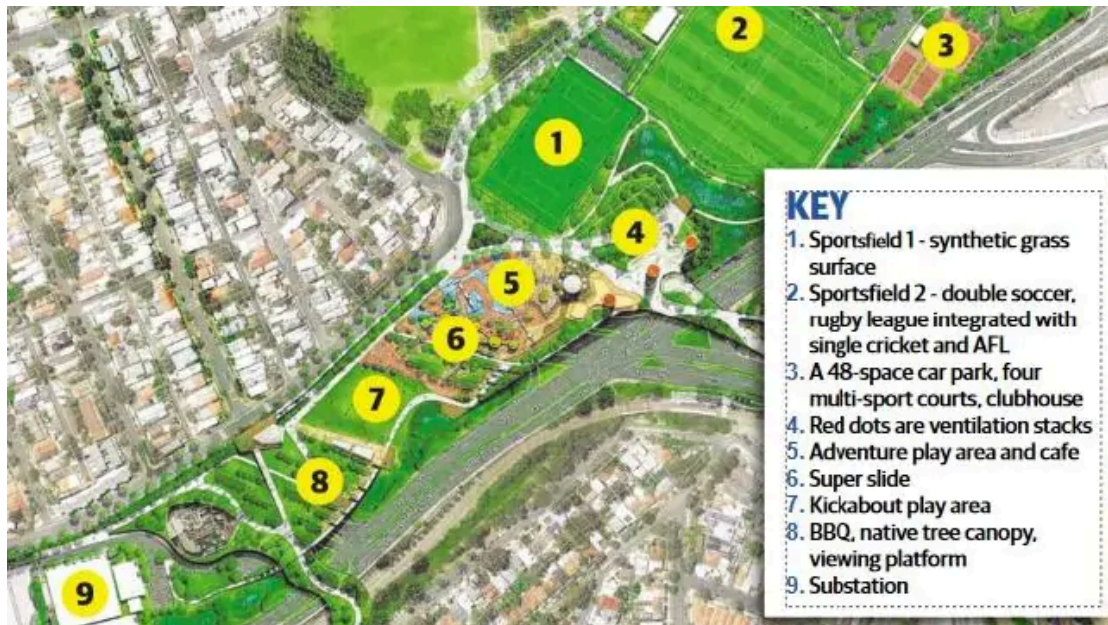 1
2
3
4
5
6
7
8
9
KEY
1. Sportsfield 1 - synthetic grass
surface
2. Sportsfield 2 - double soccer,
rugby league integrated with
single cricket and AFL
3. A 48-space car park, four
multi-sport courts, clubhouse
4. Red dots are ventilation stacks
5. Adventure play area and cafe
6. Super slide
7. Kickabout play area
8. BBQ, native tree canopy,
viewing platform
9. Substation